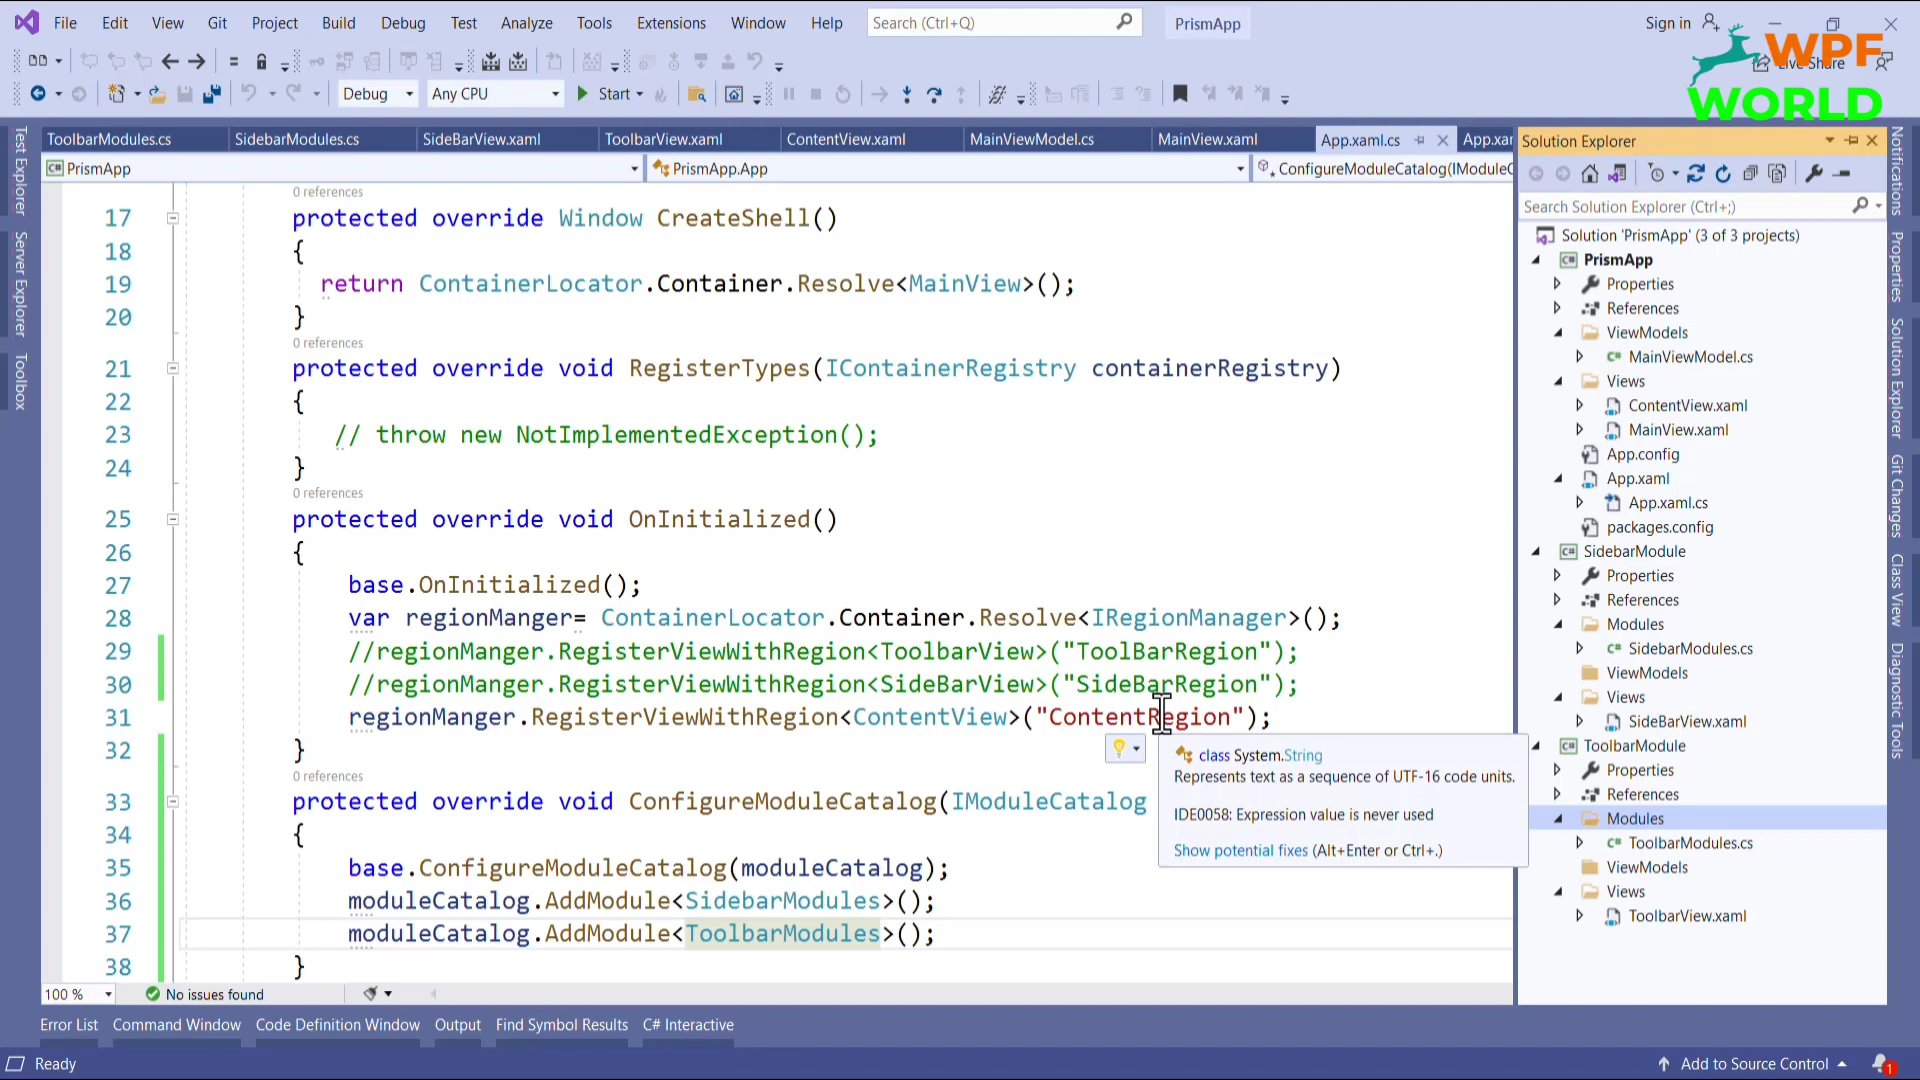 File Edit View Git Project Build Debug Test Analyze Tools Extensions Window Help Search (Ctrl+Q) PrismApp Sign in
WPF
Live Share
WORLD
Debug Any CPU Start
ToolbarModules.cs SidebarModules.cs SideBarView.xaml ToolbarView.xaml ContentView.xaml MainViewModel.cs MainView.xaml App.xaml.cs App.xar
PrismApp PrismApp.App ConfigureModuleCatalog(IModuleC
Test Explorer
Server Explorer
Toolbox
0 references
17 protected override Window CreateShell()
18 {
19 return ContainerLocator.Container.Resolve<MainView>();
20 }
0 references
21 protected override void RegisterTypes(IContainerRegistry containerRegistry)
22 {
23 // throw new NotImplementedException();
24 }
0 references
25 protected override void OnInitialized()
26 {
27 base.OnInitialized();
28 var regionManger= ContainerLocator.Container.Resolve<IRegionManager>();
29 //regionManger.RegisterViewWithRegion<ToolbarView>("ToolBarRegion");
30 //regionManger.RegisterViewWithRegion<SideBarView>("SideBarRegion");
31 regionManger.RegisterViewWithRegion<ContentView>("ContentRegion");
32 }
0 references
33 protected override void ConfigureModuleCatalog(IModuleCatalog
34 {
35 base.ConfigureModuleCatalog(moduleCatalog);
36 moduleCatalog.AddModule<SidebarModules>();
37 moduleCatalog.AddModule<ToolbarModules>();
38 }
class System.String
Represents text as a sequence of UTF-16 code units.
IDE0058: Expression value is never used
Show potential fixes (Alt+Enter or Ctrl+.)
100 % No issues found
Solution Explorer
Search Solution Explorer (Ctrl+;)
Solution 'PrismApp' (3 of 3 projects)
PrismApp
Properties
References
ViewModels
MainViewModel.cs
Views
ContentView.xaml
MainView.xaml
App.config
App.xaml
App.xaml.cs
packages.config
SidebarModule
Properties
References
Modules
SidebarModules.cs
ViewModels
Views
SideBarView.xaml
ToolbarModule
Properties
References
Modules
ToolbarModules.cs
ViewModels
Views
ToolbarView.xaml
Notifications
Properties
Solution Explorer
Git Changes
Class View
Diagnostic Tools
Error List Command Window Code Definition Window Output Find Symbol Results C# Interactive
Ready Add to Source Control 1